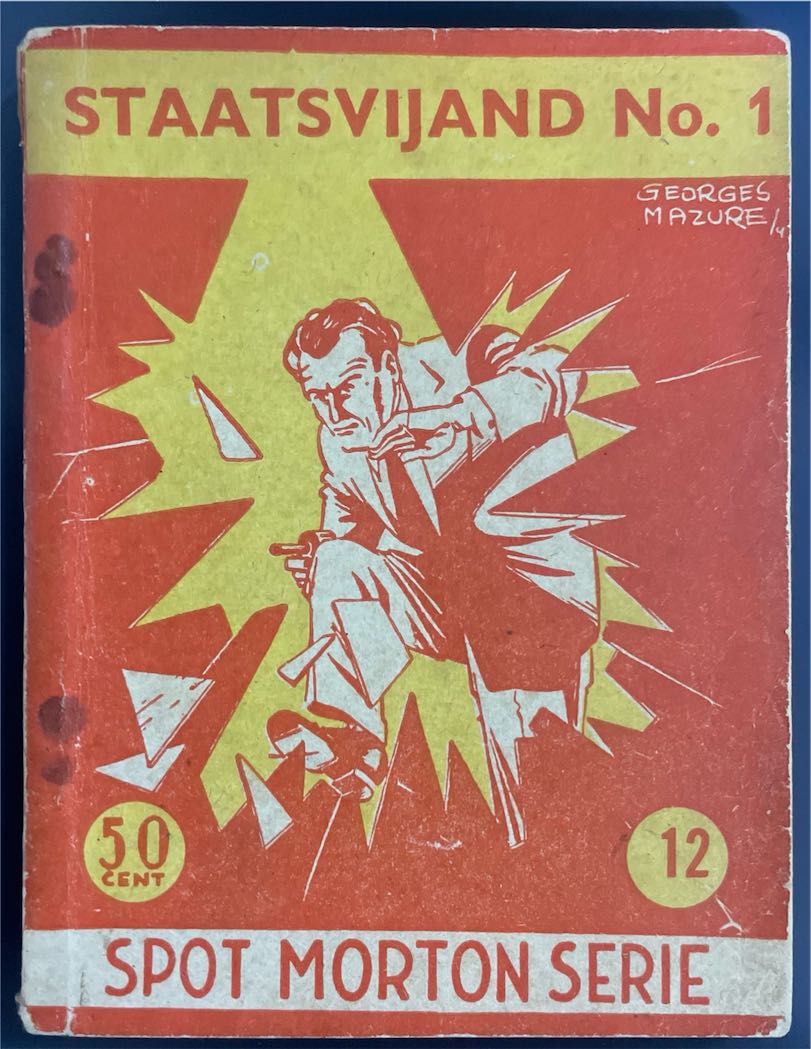 STAATSVIJAND No. 1
GEORGES
MAZURE
50
CENT
12
SPOT MORTON SERIE